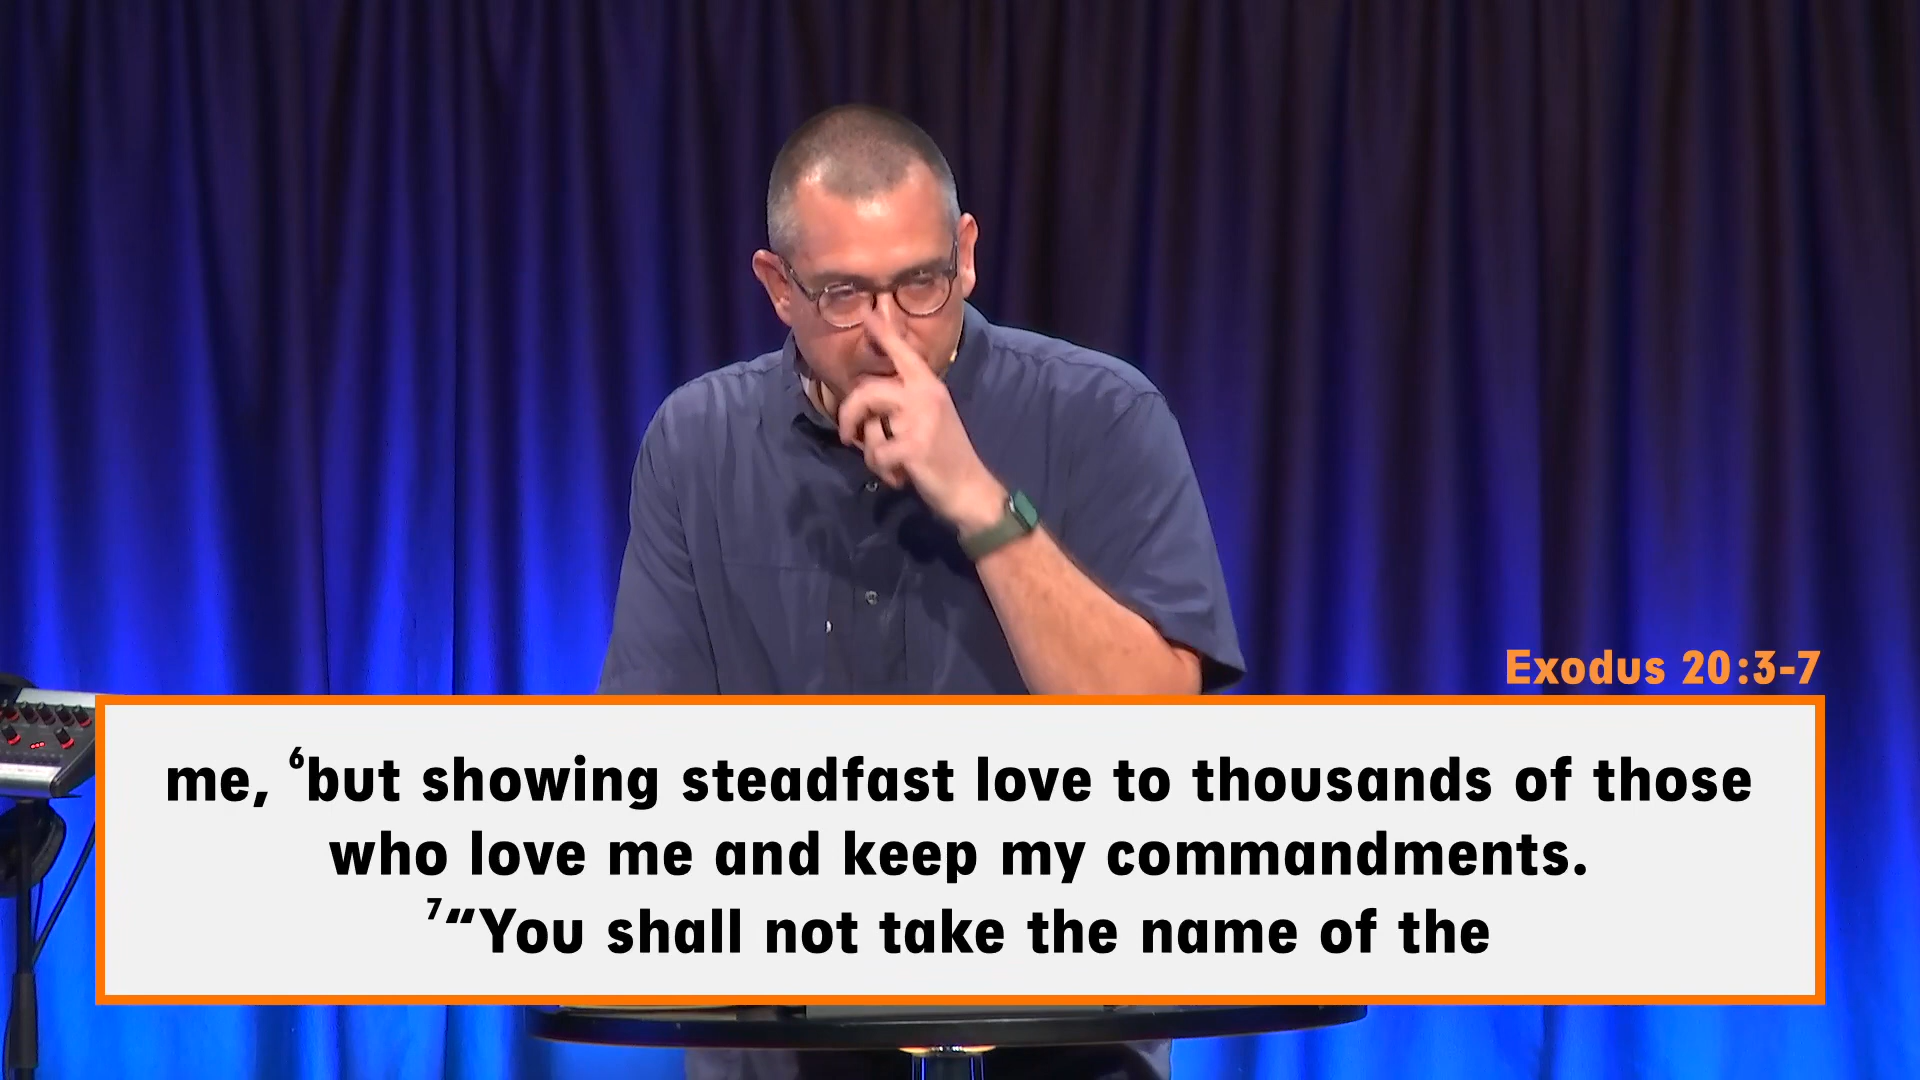 Exodus 20:3-7
me, ⁶but showing steadfast love to thousands of those
who love me and keep my commandments.
⁷“You shall not take the name of the